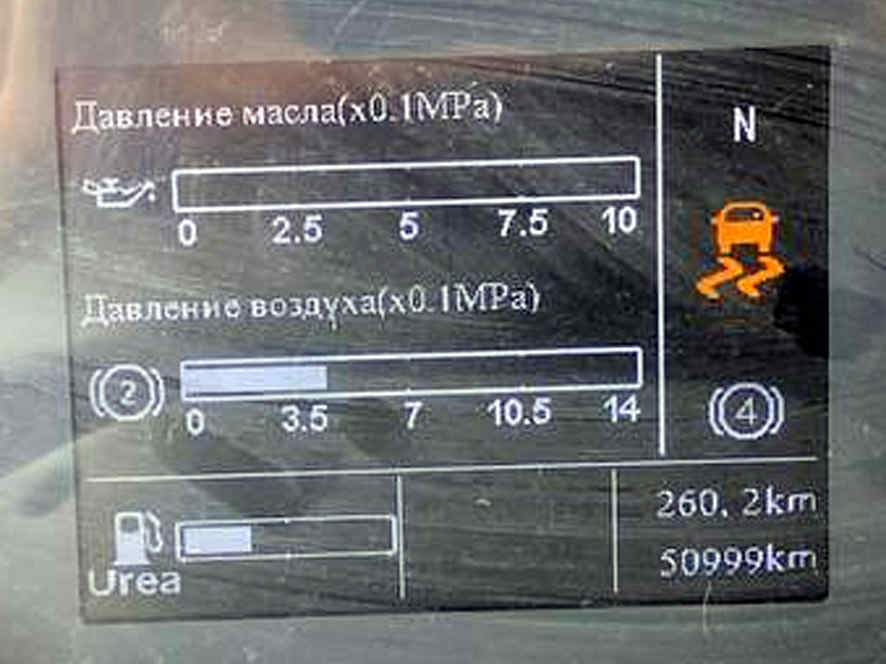 Давление масла(x0.1MPa)
N
0 2.5 5 7.5 10
Давление воздуха(x0.1MPa)
2
0 3.5 7 10.5 14
4
260. 2km
50999km
Urea